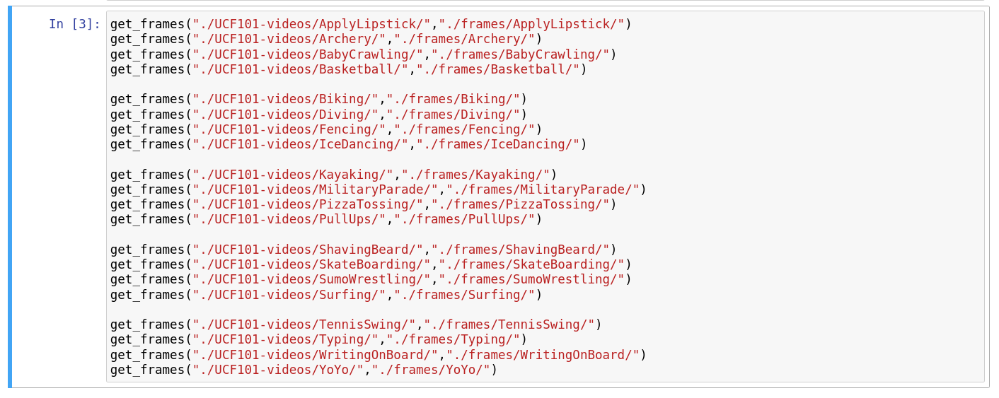 In [3]:
get_frames("./UCF101-videos/ApplyLipstick/","./frames/ApplyLipstick/")
get_frames("./UCF101-videos/Archery/","./frames/Archery/")
get_frames("./UCF101-videos/BabyCrawling/","./frames/BabyCrawling/")
get_frames("./UCF101-videos/Basketball/","./frames/Basketball/")
get_frames("./UCF101-videos/Biking/","./frames/Biking/")
get_frames("./UCF101-videos/Diving/","./frames/Diving/")
get_frames("./UCF101-videos/Fencing/","./frames/Fencing/")
get_frames("./UCF101-videos/IceDancing/","./frames/IceDancing/")
get_frames("./UCF101-videos/Kayaking/","./frames/Kayaking/")
get_frames("./UCF101-videos/MilitaryParade/","./frames/MilitaryParade/")
get_frames("./UCF101-videos/PizzaTossing/","./frames/PizzaTossing/")
get_frames("./UCF101-videos/PullUps/","./frames/PullUps/")
get_frames("./UCF101-videos/ShavingBeard/","./frames/ShavingBeard/")
get_frames("./UCF101-videos/SkateBoarding/","./frames/SkateBoarding/")
get_frames("./UCF101-videos/SumoWrestling/","./frames/SumoWrestling/")
get_frames("./UCF101-videos/Surfing/","./frames/Surfing/")
get_frames("./UCF101-videos/TennisSwing/","./frames/TennisSwing/")
get_frames("./UCF101-videos/Typing/","./frames/Typing/")
get_frames("./UCF101-videos/WritingOnBoard/","./frames/WritingOnBoard/")
get_frames("./UCF101-videos/YoYo/","./frames/YoYo/")